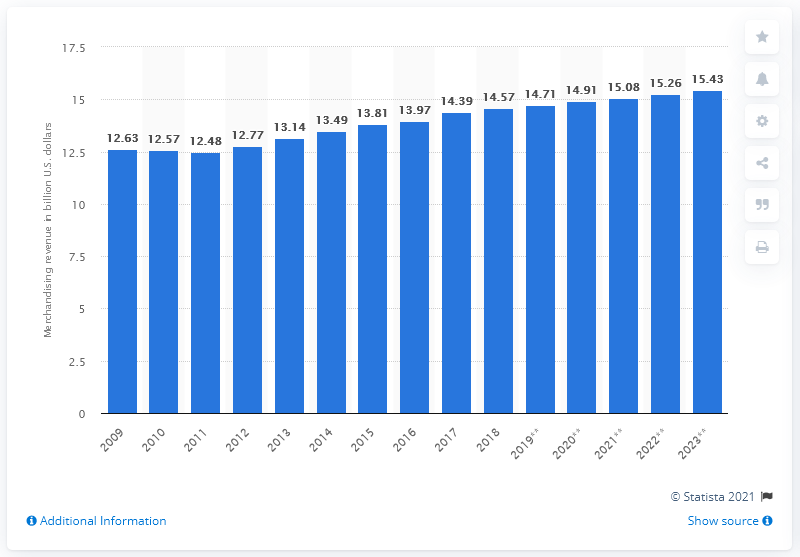 Merchandising revenue in billion U.S. dollars
17.5
15
12.5
10
7.5
5
2.5
0
12.63 12.57 12.48 12.77 13.14 13.49 13.81 13.97 14.39 14.57 14.71 14.91 15.08 15.26 15.43
2009 2010 2011 2012 2013 2014 2015 2016 2017 2018 2019** 2020** 2021** 2022** 2023**
© Statista 2021
Additional Information
Show source